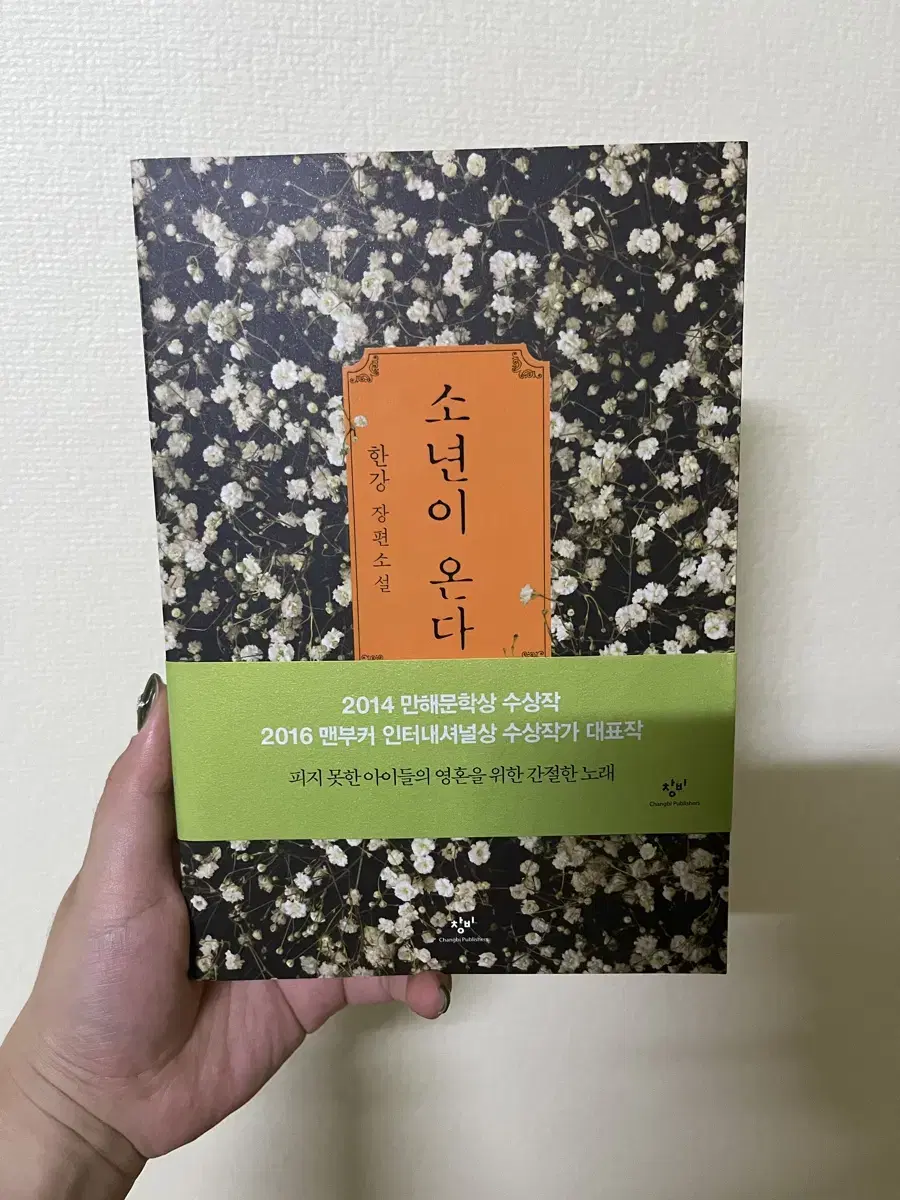 소년이 온다
한강 장편소설
2014 만해문학상 수상작
2016 맨부커 인터내셔널상 수상작가 대표작
피지 못한 아이들의 영혼을 위한 간절한 노래
창비
Changbi Publishers
창비
Changbi Publishers